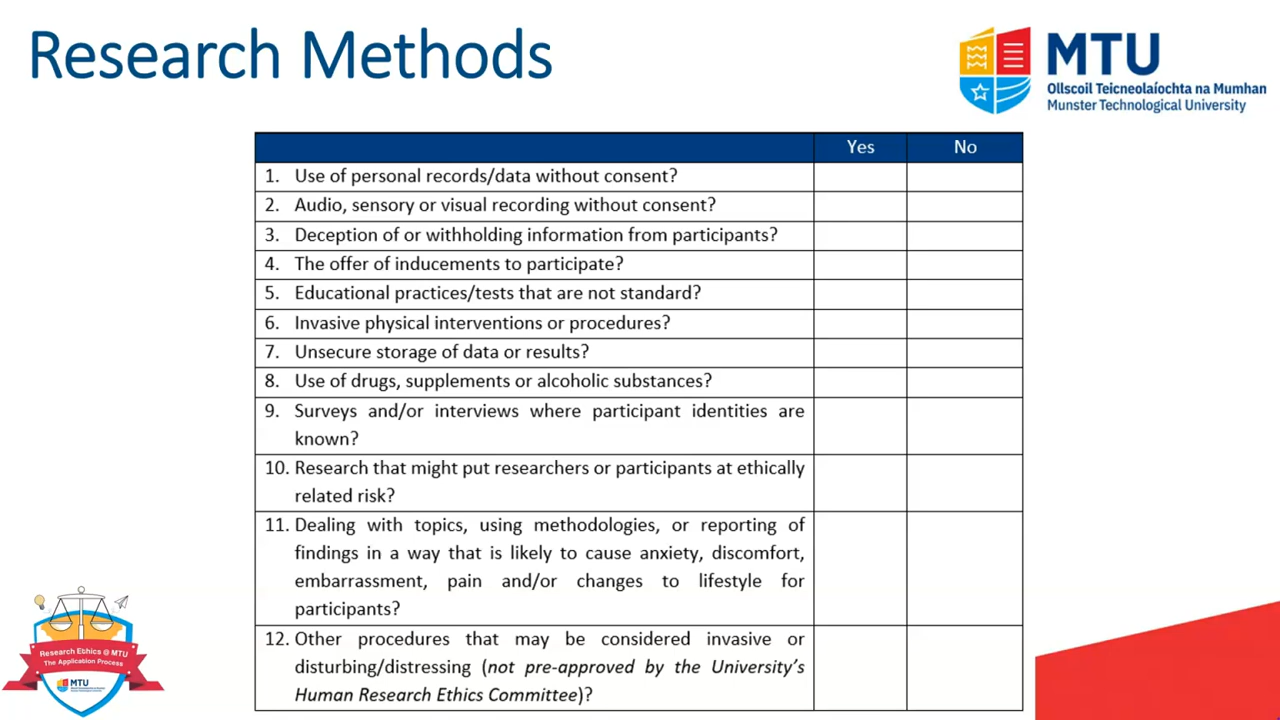 Research Methods
MTU
Ollscoil Teicneolaíochta na Mumhan
Munster Technological University
Yes No
1. Use of personal records/data without consent?
2. Audio, sensory or visual recording without consent?
3. Deception of or withholding information from participants?
4. The offer of inducements to participate?
5. Educational practices/tests that are not standard?
6. Invasive physical interventions or procedures?
7. Unsecure storage of data or results?
8. Use of drugs, supplements or alcoholic substances?
9. Surveys and/or interviews where participant identities are
known?
10. Research that might put researchers or participants at ethically
related risk?
11. Dealing with topics, using methodologies, or reporting of
findings in a way that is likely to cause anxiety, discomfort,
embarrassment, pain and/or changes to lifestyle for
participants?
12. Other procedures that may be considered invasive or
disturbing/distressing (not pre-approved by the University's
Human Research Ethics Committee)?
Research Ethics @ MTU
The Application Process
MTU